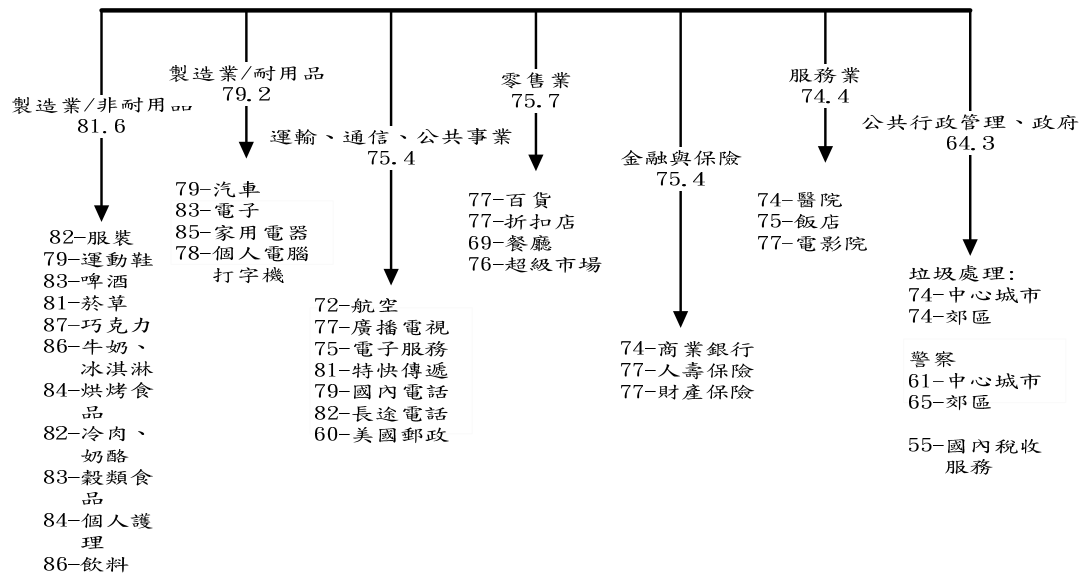 製造業/非耐用品
81.6
82-服裝
79-運動鞋
83-啤酒
81-菸草
87-巧克力
86-牛奶、
冰淇淋
84-烘烤食
品
82-冷肉、
奶酪
83-穀類食
品
84-個人護
理
86-飲料
製造業/耐用品
79.2
79-汽車
83-電子
85-家用電器
78-個人電腦
打字機
運輸、通信、公共事業
75.4
72-航空
77-廣播電視
75-電子服務
81-特快傳遞
79-國內電話
82-長途電話
60-美國郵政
零售業
75.7
77-百貨
77-折扣店
69-餐廳
76-超級市場
金融與保險
75.4
74-商業銀行
77-人壽保險
77-財產保險
服務業
74.4
74-醫院
75-飯店
77-電影院
公共行政管理、政府
64.3
垃圾處理:
74-中心城市
74-郊區
警察
61-中心城市
65-郊區
55-國內稅收
服務